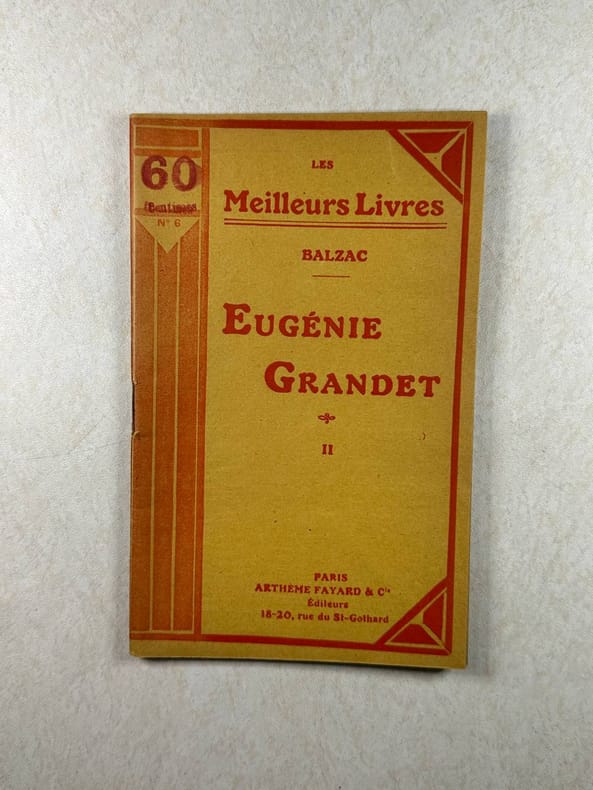 60
Centimes
N° 6
LES
Meilleurs Livres
BALZAC
EUGÉNIE
GRANDET
II
PARIS
ARTHÈME FAYARD & Cie
Éditeurs
18-20, rue du St-Gothard